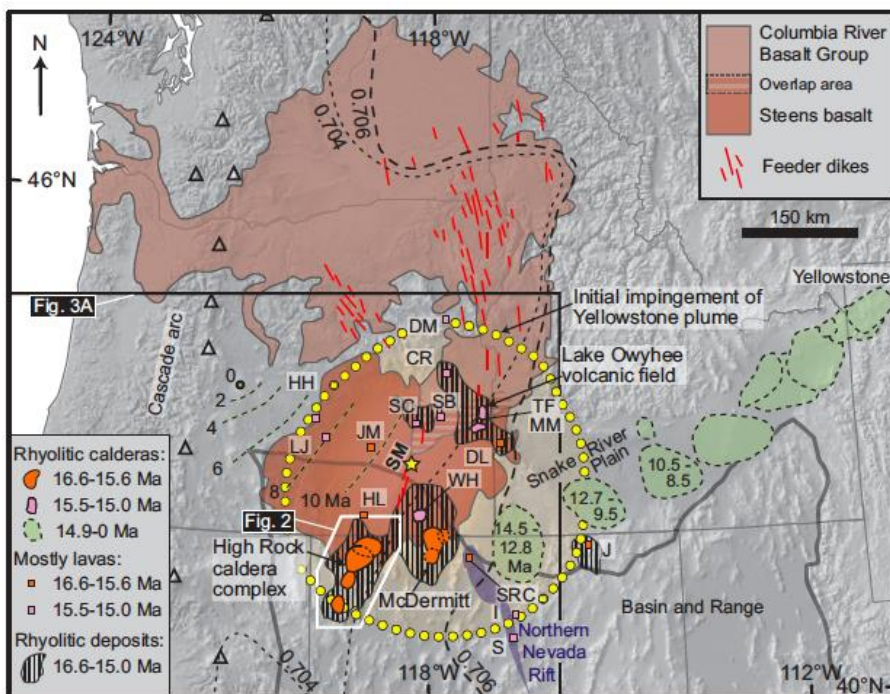 124°W
118°W
N
46°N
0.704
0.706
Columbia River
Basalt Group
Overlap area
Steens basalt
Feeder dikes
150 km
Yellowstone
Fig. 3A
Initial impingement of
Yellowstone plume
DM
Cascade arc
CR
Lake Owyhee
volcanic field
0
2
4
6
8
10 Ma
HH
SC
SB
TF
MM
LJ
JM
SM
DL
Snake River
Plain
10.5
8.5
12.7
9.5
WH
HL
Fig. 2
14.5
12.8
Ma
J
High Rock
caldera
complex
McDermitt
SRC
I
S
Northern
Nevada
Rift
Basin and Range
0.704
0.706
118°W
112°W
40°N
Rhyolitic calderas:
16.6-15.6 Ma
15.5-15.0 Ma
14.9-0 Ma
Mostly lavas:
16.6-15.6 Ma
15.5-15.0 Ma
Rhyolitic deposits:
16.6-15.0 Ma